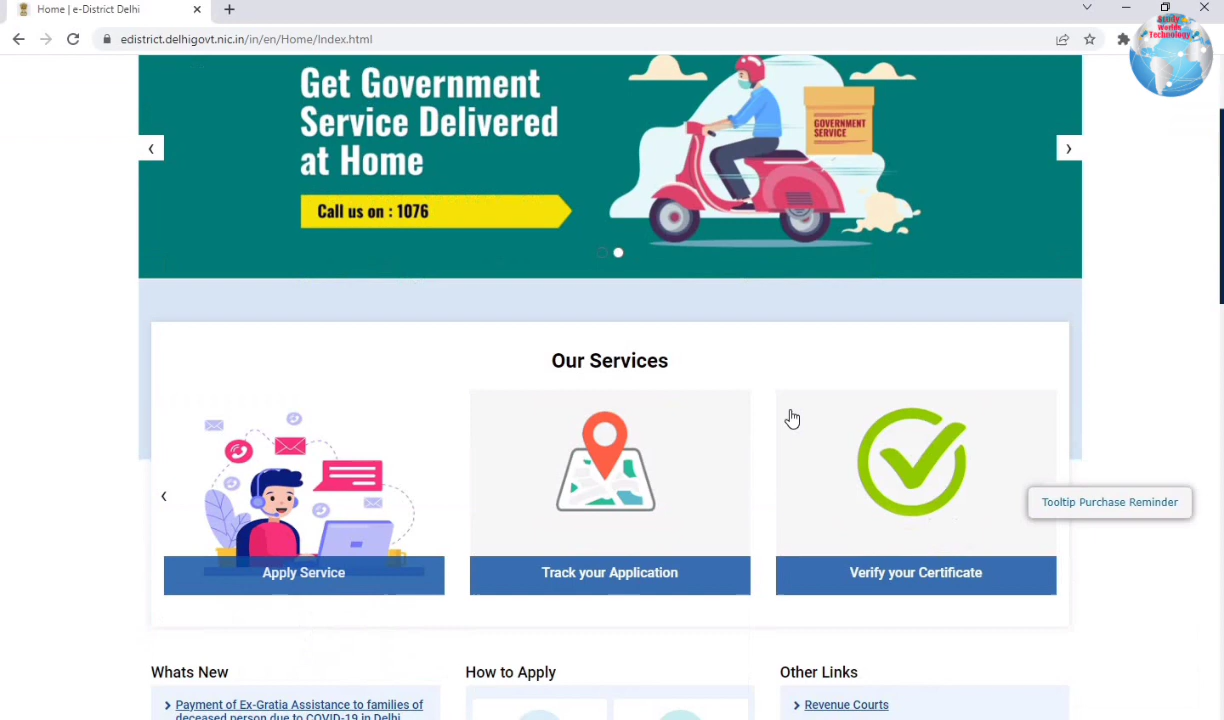 Home | e-District Delhi
edistrict.delhigovt.nic.in/in/en/Home/Index.html
Study
Worlds
Technology
Get Government
Service Delivered
at Home
GOVERNMENT
SERVICE
Call us on : 1076
Our Services
Tooltip Purchase Reminder
Apply Service
Track your Application
Verify your Certificate
Whats New
How to Apply
Other Links
Payment of Ex-Gratia Assistance to families of
deceased person due to COVID-19 in Delhi
Revenue Courts